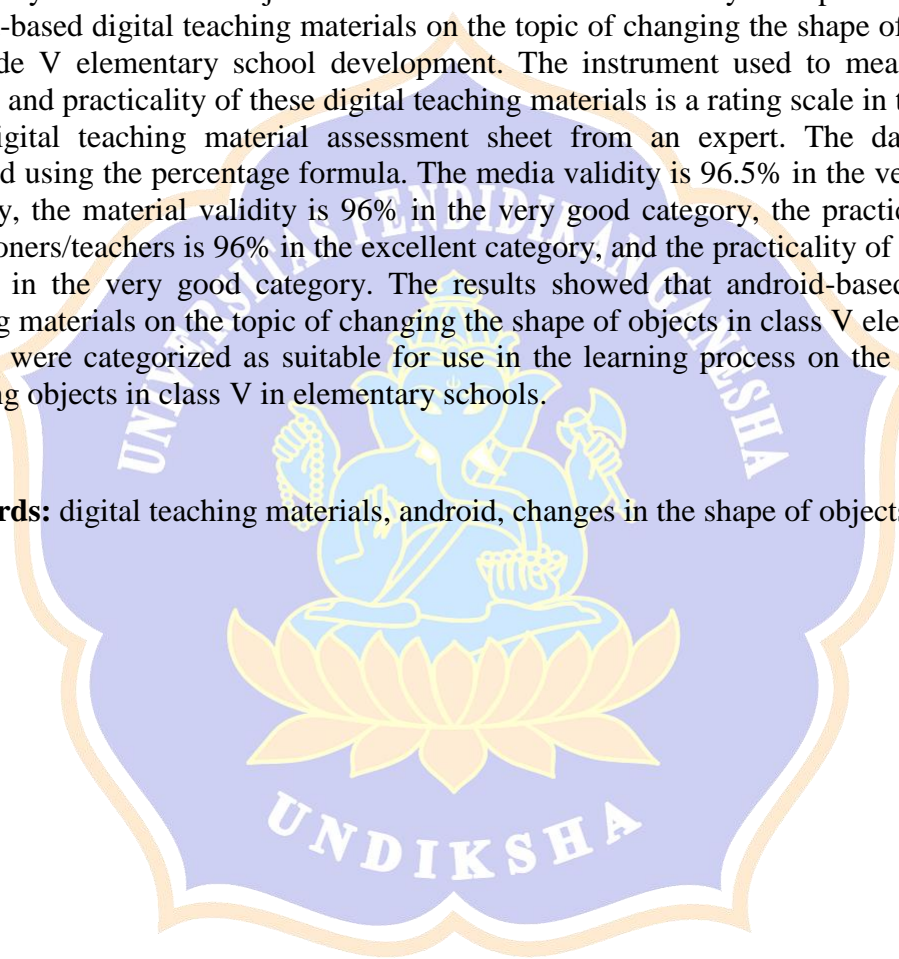 -based digital teaching materials on the topic of changing the shape of
de V elementary school development. The instrument used to mea
and practicality of these digital teaching materials is a rating scale in t
igital teaching material assessment sheet from an expert. The da
d using the percentage formula. The media validity is 96.5% in the ve
y, the material validity is 96% in the very good category, the practic
oners/teachers is 96% in the excellent category, and the practicality of
in the very good category. The results showed that android-based
g materials on the topic of changing the shape of objects in class V ele
were categorized as suitable for use in the learning process on the
ng objects in class V in elementary schools.
UNIVERSITAS PENDIDIKAN GANESHA
rds: digital teaching materials, android, changes in the shape of objects
UNDIKSHA